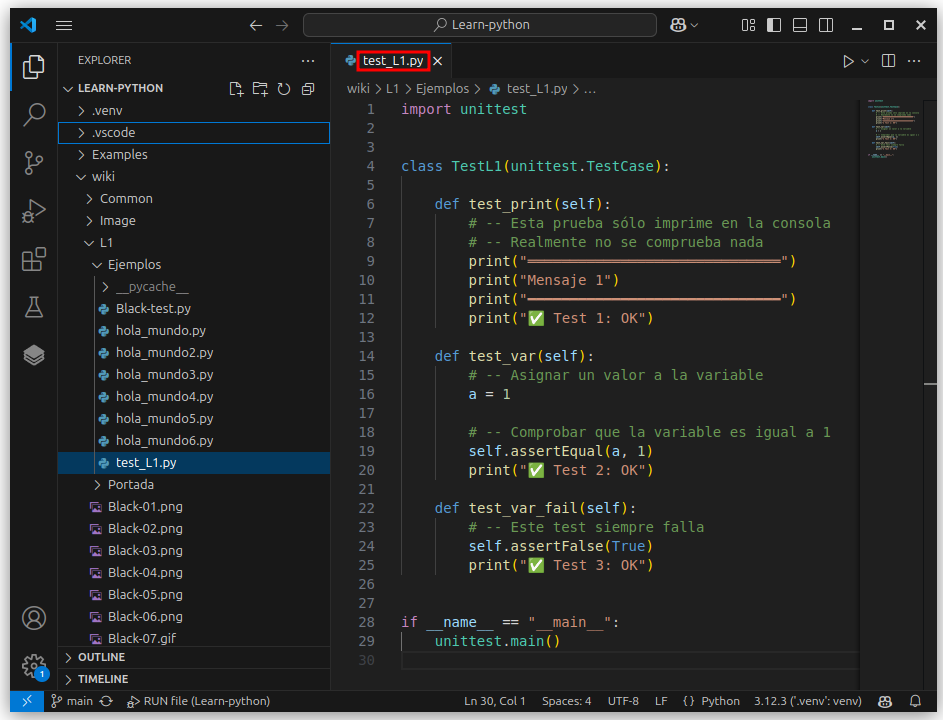 Learn-python
EXPLORER
LEARN-PYTHON
.venv
.vscode
Examples
wiki
Common
Image
L1
Ejemplos
__pycache__
Black-test.py
hola_mundo.py
hola_mundo2.py
hola_mundo3.py
hola_mundo4.py
hola_mundo5.py
hola_mundo6.py
test_L1.py
Portada
Black-01.png
Black-02.png
Black-03.png
Black-04.png
Black-05.png
Black-06.png
Black-07.gif
OUTLINE
TIMELINE
1
test_L1.py
wiki > L1 > Ejemplos > test_L1.py > ...
1 import unittest
2
3
4 class TestL1(unittest.TestCase):
5
6 def test_print(self):
7 # -- Esta prueba sólo imprime en la consola
8 # -- Realmente no se comprueba nada
9 print("══════════════════════════════")
10 print("Mensaje 1")
11 print("━━━━━━━━━━━━━━━━━━━━━━━━━━━━━━")
12 print("✅ Test 1: OK")
13
14 def test_var(self):
15 # -- Asignar un valor a la variable
16 a = 1
17
18 # -- Comprobar que la variable es igual a 1
19 self.assertEqual(a, 1)
20 print("✅ Test 2: OK")
21
22 def test_var_fail(self):
23 # -- Este test siempre falla
24 self.assertFalse(True)
25 print("✅ Test 3: OK")
26
27
28 if __name__ == "__main__":
29 unittest.main()
30
main RUN file (Learn-python) Ln 30, Col 1 Spaces: 4 UTF-8 LF {} Python 3.12.3 ('.venv': venv)